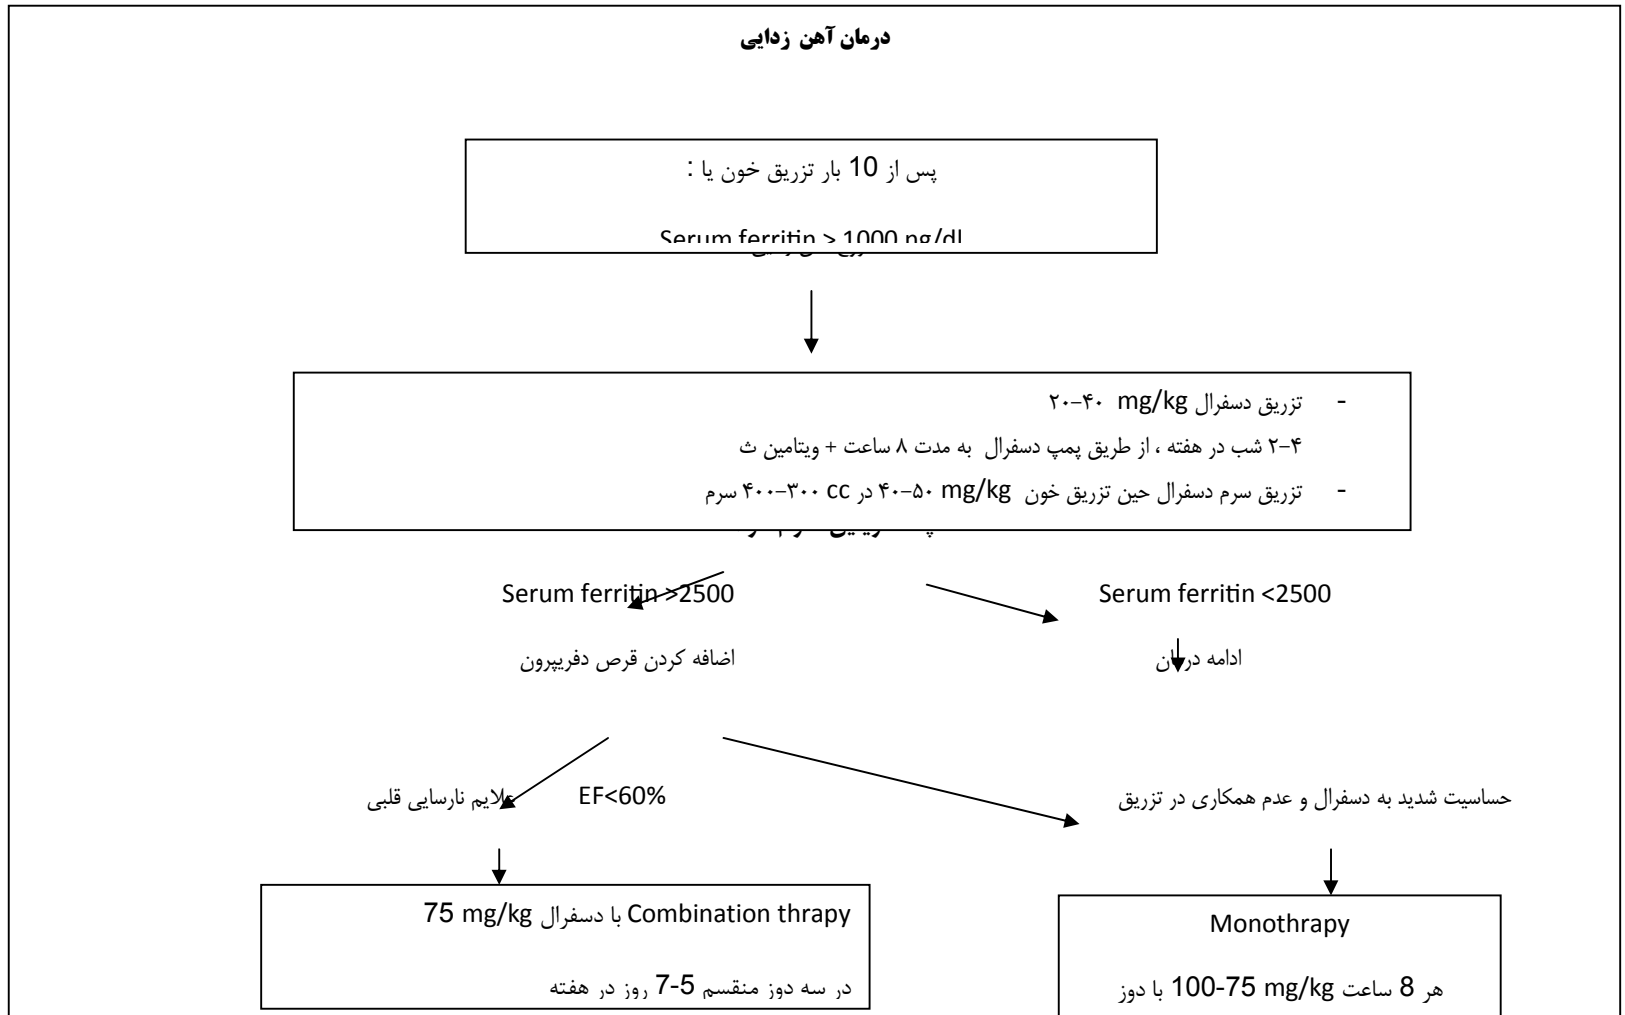 درمان آهن زدایی
پس از 10 بار تزریق خون یا :
Serum ferritin > 1000 ng/dl
- تزریق دسفرال mg/kg ۲۰-۴۰
۲-۴ شب در هفته ، از طریق پمپ دسفرال به مدت ۸ ساعت + ویتامین ث
- تزریق سرم دسفرال حین تزریق خون mg/kg ۴۰-۵۰ در cc ۳۰۰-۴۰۰ سرم
Serum ferritin <2500
Serum ferritin >2500
ادامه درمان
اضافه کردن قرص دفریپرون
حساسیت شدید به دسفرال و عدم همکاری در تزریق
EF<60% علایم نارسایی قلبی
Monothrapy
هر 8 ساعت 100-75 mg/kg با دوز
Combination thrapy با دسفرال 75 mg/kg
در سه دوز منقسم 5-7 روز در هفته